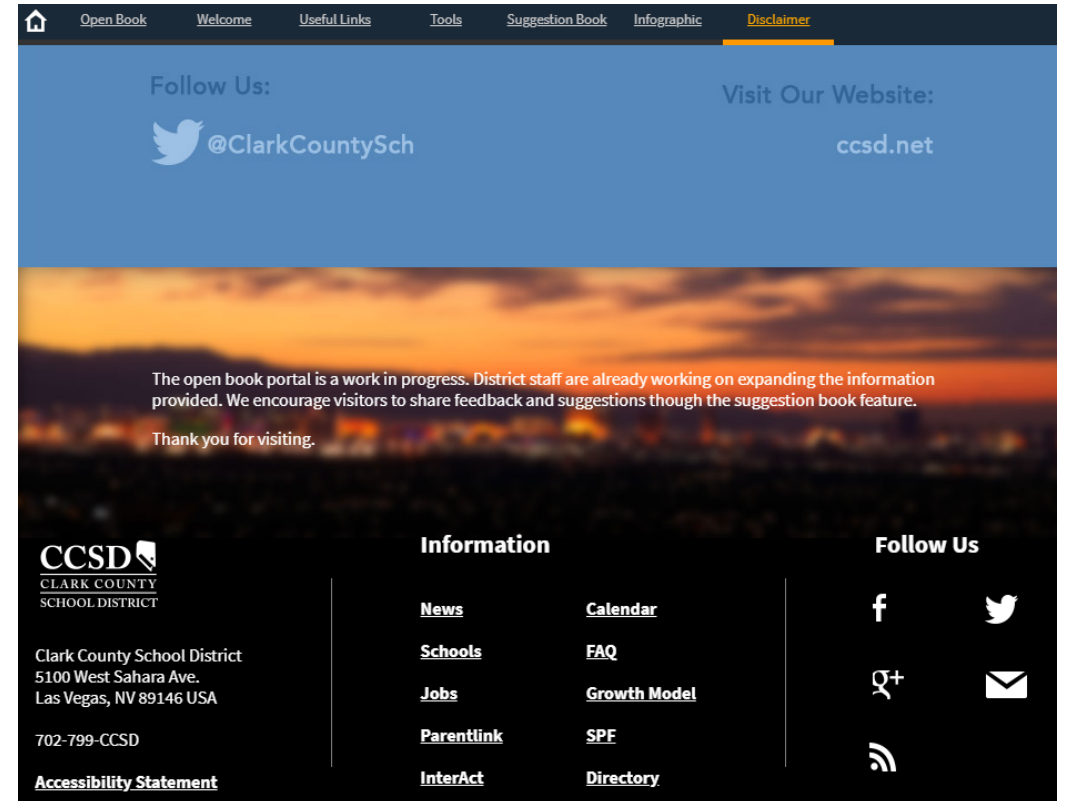 Open Book Welcome Useful Links Tools Suggestion Book Infographic Disclaimer
Follow Us:
@ClarkCountySch
Visit Our Website:
ccsd.net
The open book portal is a work in progress. District staff are already working on expanding the information
provided. We encourage visitors to share feedback and suggestions though the suggestion book feature.
Thank you for visiting.
CCSD
CLARK COUNTY
SCHOOL DISTRICT
Clark County School District
5100 West Sahara Ave.
Las Vegas, NV 89146 USA
702-799-CCSD
Accessibility Statement
Information
News
Schools
Jobs
Parentlink
InterAct
Calendar
FAQ
Growth Model
SPF
Directory
Follow Us
f
g+